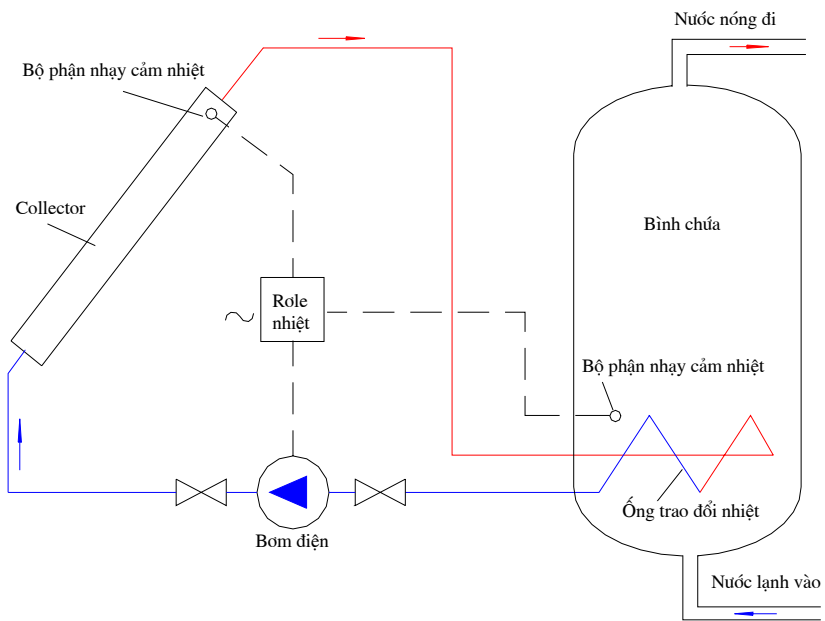 Nước nóng đi
Bộ phận nhạy cảm nhiệt
Collector
Bình chứa
Rơle
nhiệt
Bộ phận nhạy cảm nhiệt
Ống trao đổi nhiệt
Bơm điện
Nước lạnh vào